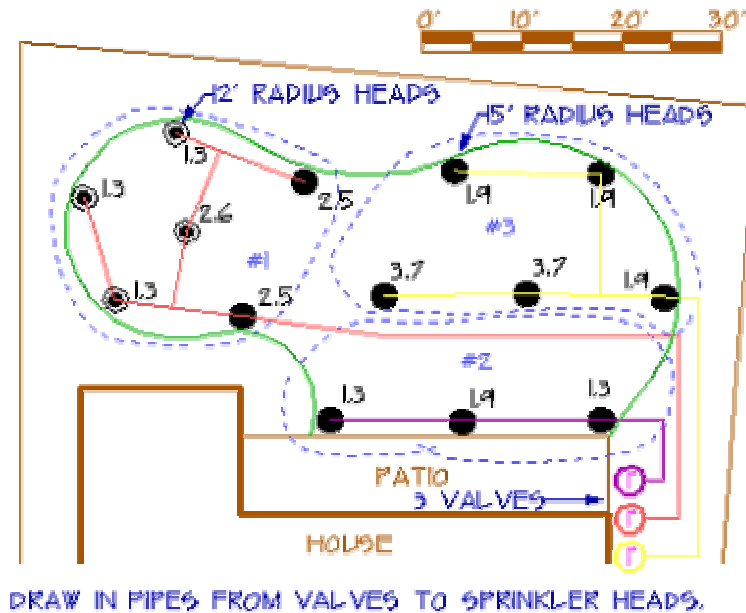 0' 10' 20' 30'
12' RADIUS HEADS
15' RADIUS HEADS
1.3
1.9
1.9
1.3
2.5
2.6
#3
#1
3.7
3.7
1.9
1.3
2.5
#2
1.3
1.9
1.3
PATIO
3 VALVES
HOUSE
DRAW IN PIPES FROM VALVES TO SPRINKLER HEADS.